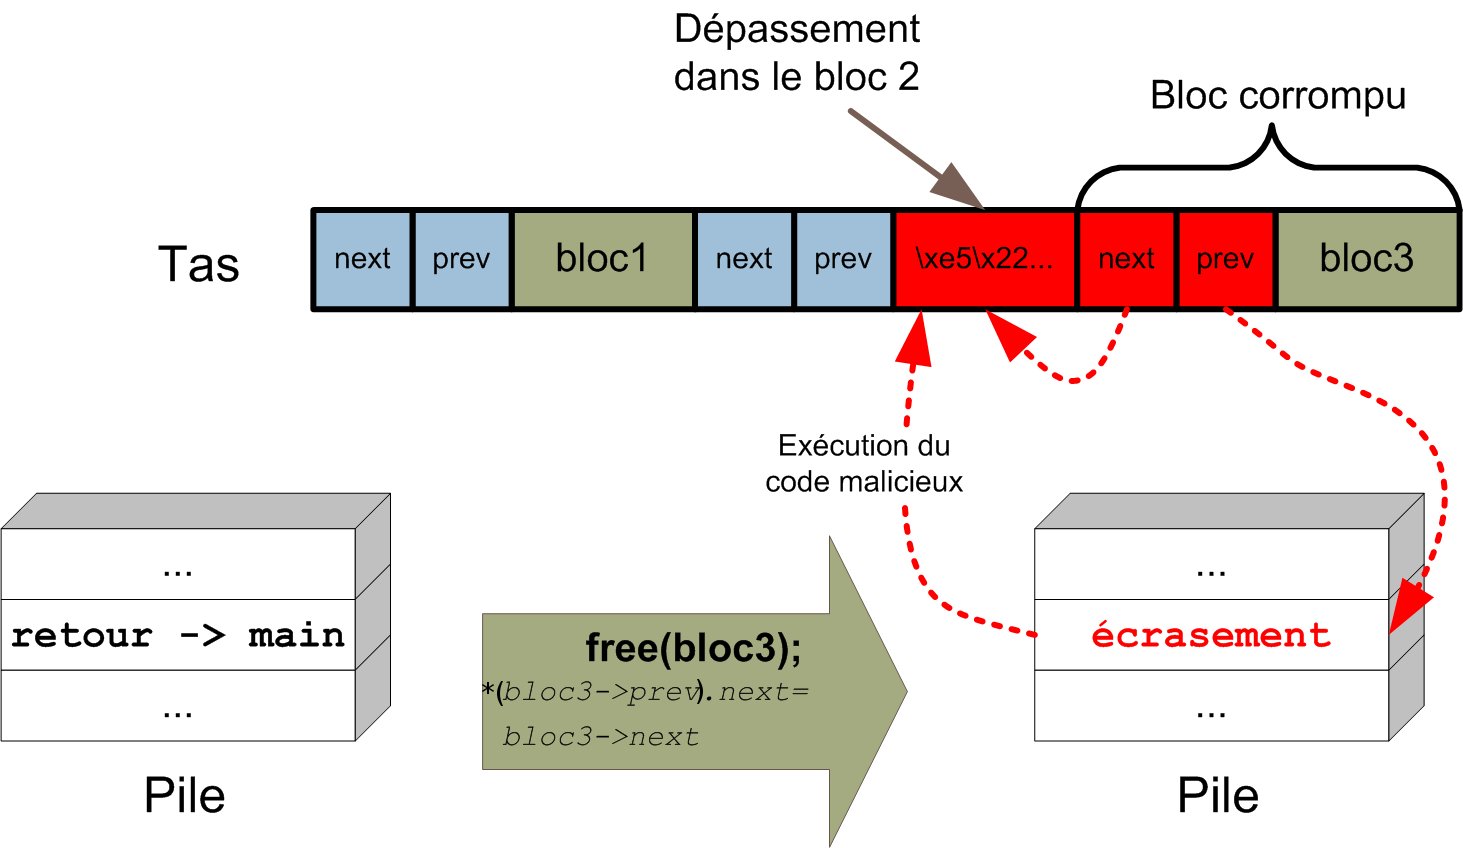 Dépassement
dans le bloc 2
Bloc corrompu
Tas
next prev bloc1 next prev \xe5\x22... next prev bloc3
Exécution du
code malicieux
...
retour -> main
...
Pile
free(bloc3);
*(bloc3->prev).next=
bloc3->next
...
écrasement
...
Pile